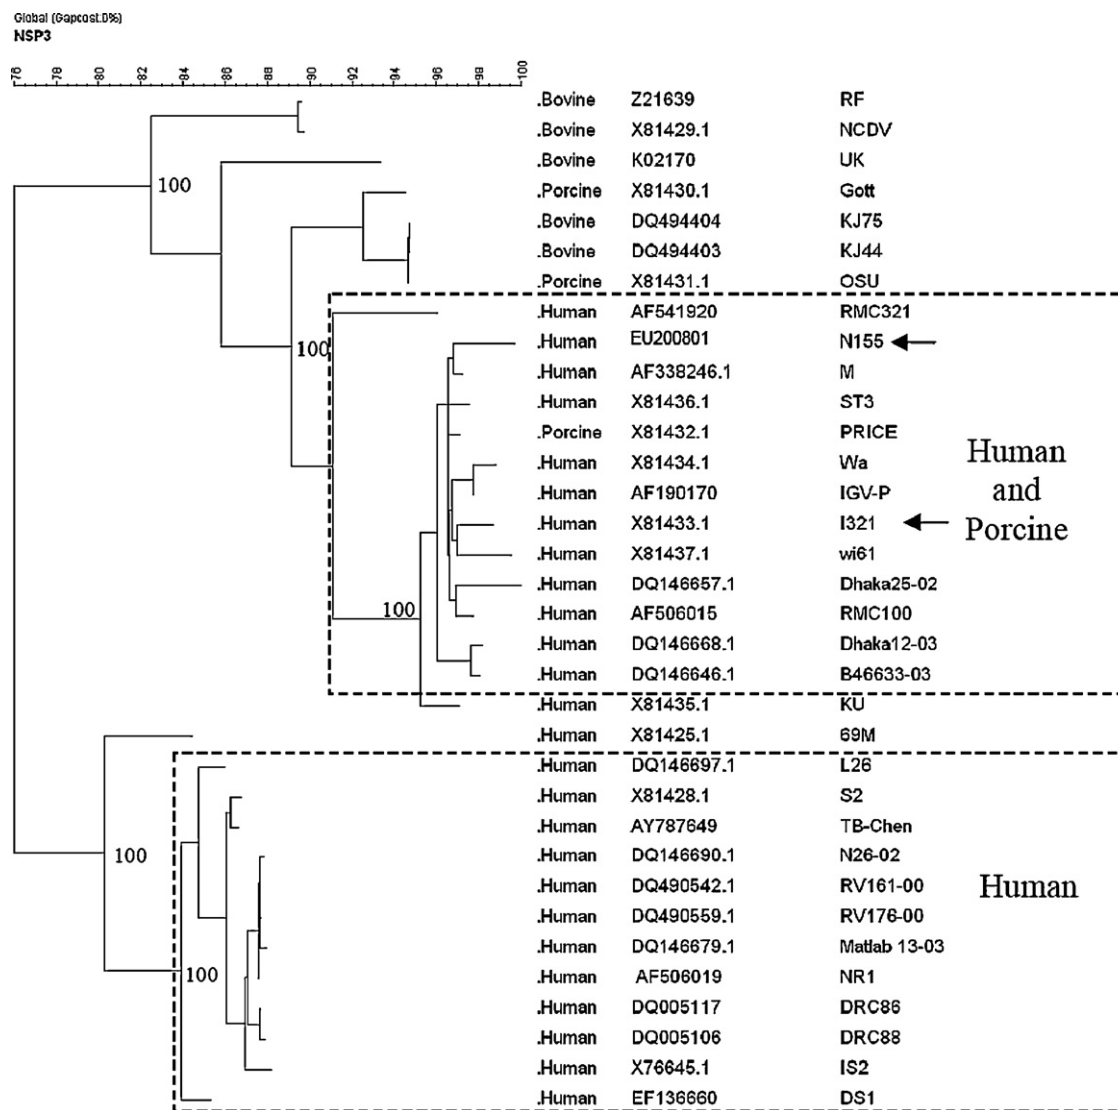 Global (Gapcost:0%)
NSP3
76 78 80 82 84 86 88 90 92 94 96 98 100
.Bovine Z21639 RF
.Bovine X81429.1 NCDV
.Bovine K02170 UK
100
.Porcine X81430.1 Gott
.Bovine DQ494404 KJ75
.Bovine DQ494403 KJ44
.Porcine X81431.1 OSU
.Human AF541920 RMC321
.Human EU200801 N155
100
.Human AF338246.1 M
.Human X81436.1 ST3
.Porcine X81432.1 PRICE
Human
and
Porcine
.Human X81434.1 Wa
.Human AF190170 IGV-P
.Human X81433.1 I321
.Human X81437.1 wi61
.Human DQ146657.1 Dhaka25-02
100
.Human AF506015 RMC100
.Human DQ146668.1 Dhaka12-03
.Human DQ146646.1 B46633-03
.Human X81435.1 KU
.Human X81425.1 69M
.Human DQ146697.1 L26
.Human X81428.1 S2
.Human AY787649 TB-Chen
100
.Human DQ146690.1 N26-02
.Human DQ490542.1 RV161-00
Human
.Human DQ490559.1 RV176-00
.Human DQ146679.1 Matlab 13-03
100
.Human AF506019 NR1
.Human DQ005117 DRC86
.Human DQ005106 DRC88
.Human X76645.1 IS2
.Human EF136660 DS1